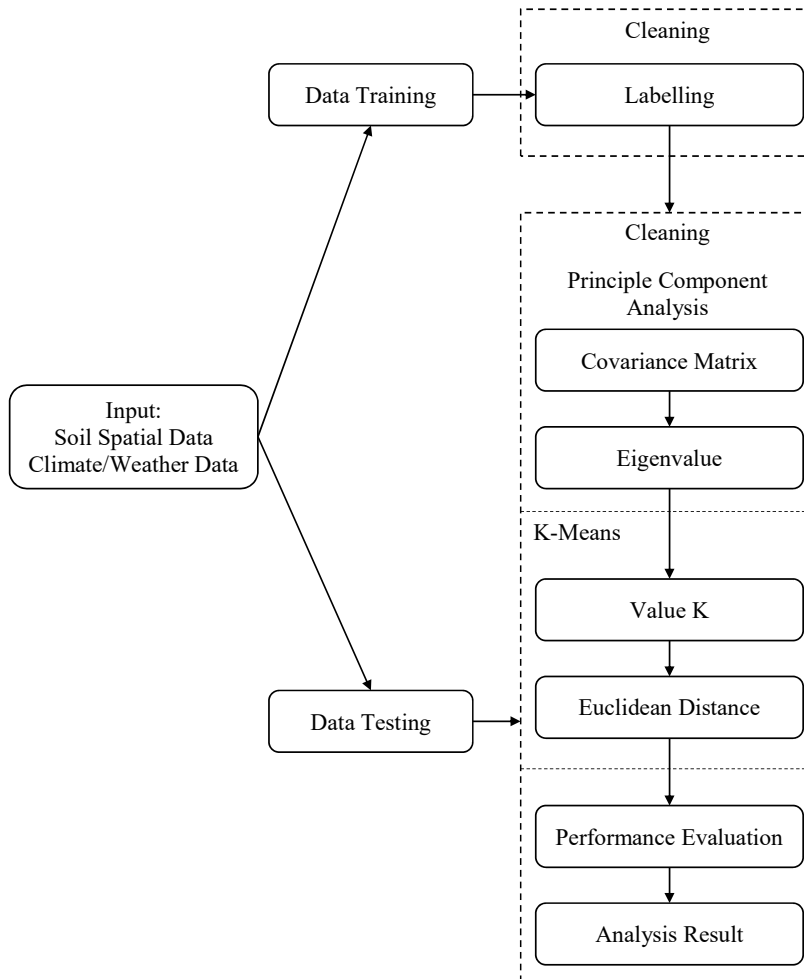 Cleaning
Data Training
Labelling
Cleaning
Principle Component
Analysis
Covariance Matrix
Input:
Soil Spatial Data
Climate/Weather Data
Eigenvalue
K-Means
Value K
Euclidean Distance
Data Testing
Performance Evaluation
Analysis Result